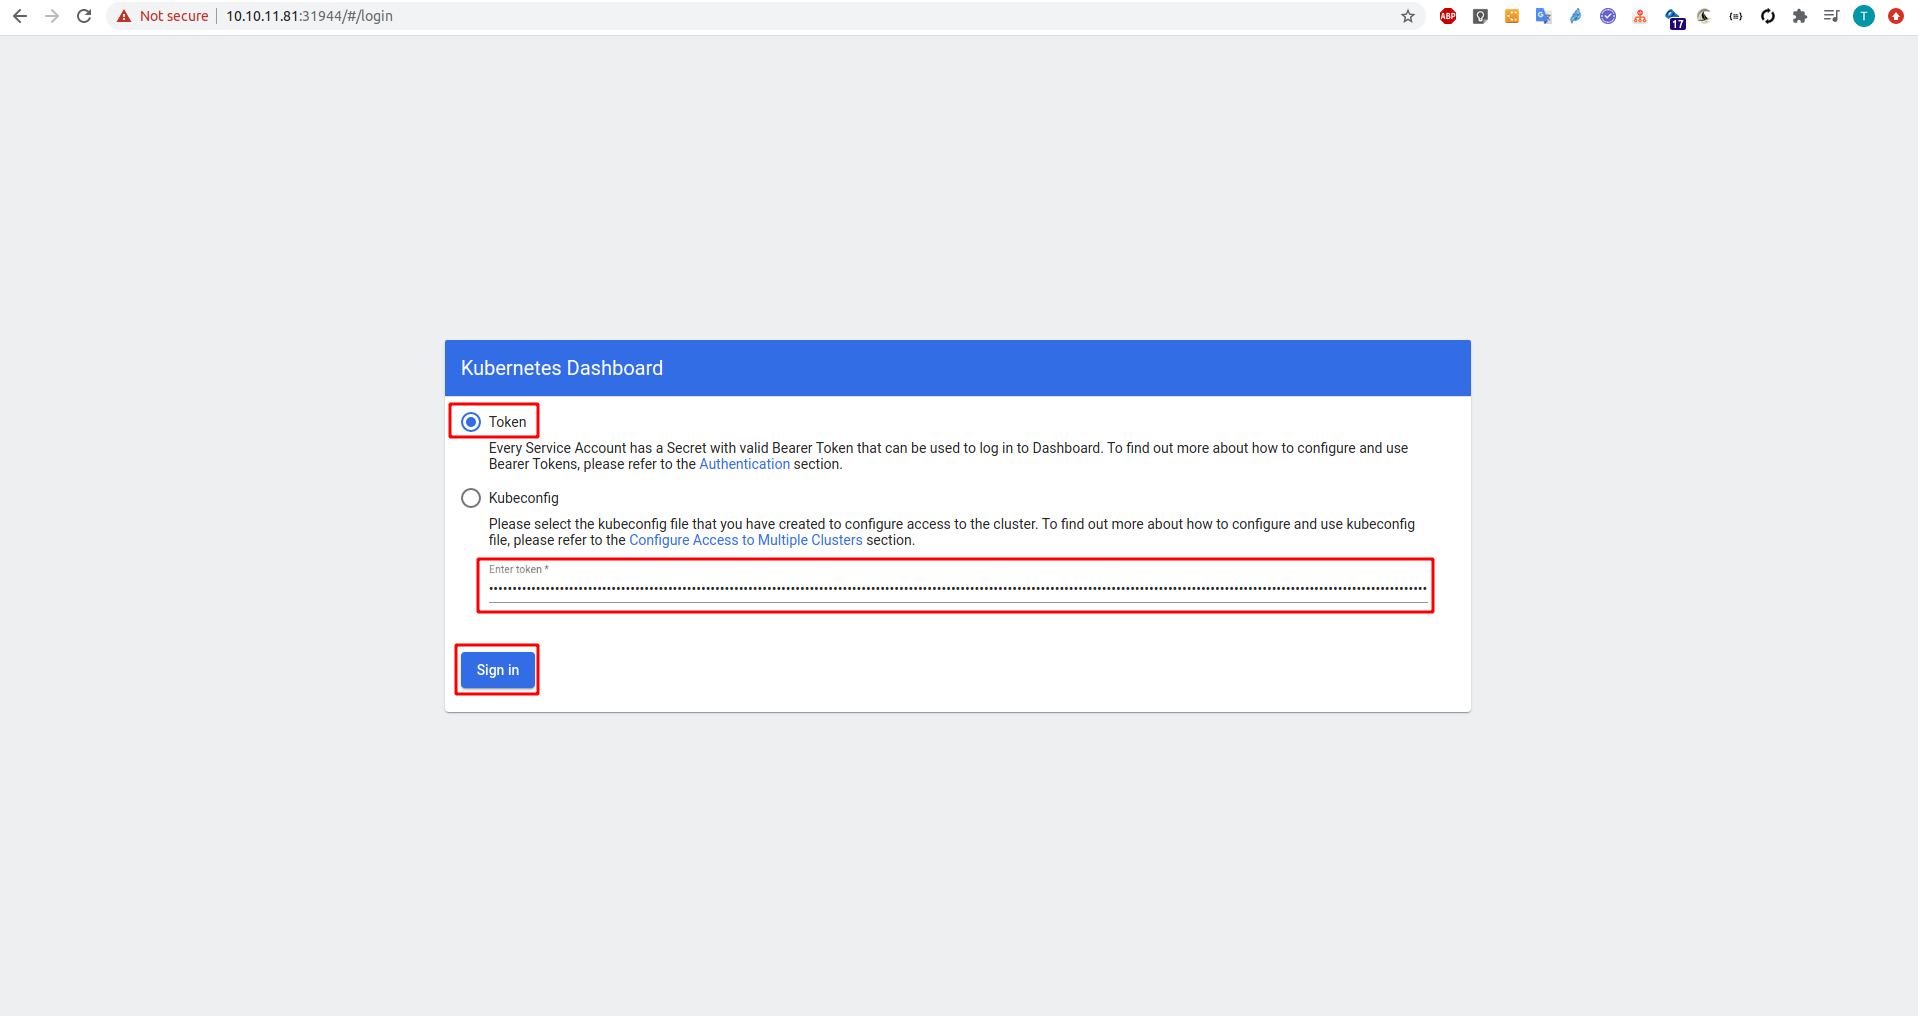 Not secure 10.10.11.81:31944/#/login
ABP
17
T
Kubernetes Dashboard
Token
Every Service Account has a Secret with valid Bearer Token that can be used to log in to Dashboard. To find out more about how to configure and use
Bearer Tokens, please refer to the Authentication section.
Kubeconfig
Please select the kubeconfig file that you have created to configure access to the cluster. To find out more about how to configure and use kubeconfig
file, please refer to the Configure Access to Multiple Clusters section.
Enter token *
Sign in